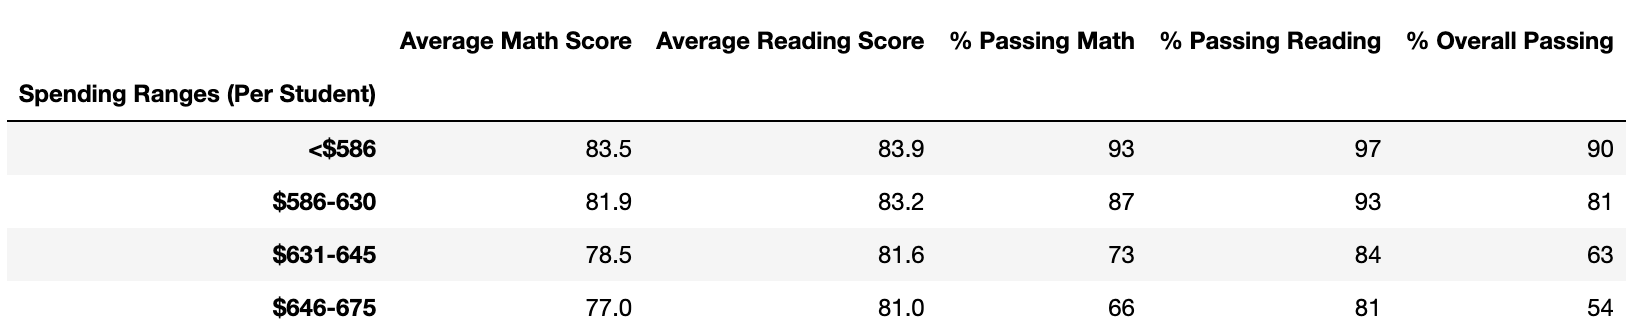 Average Math Score Average Reading Score % Passing Math % Passing Reading % Overall Passing
Spending Ranges (Per Student)
<$586 83.5 83.9 93 97 90
$586-630 81.9 83.2 87 93 81
$631-645 78.5 81.6 73 84 63
$646-675 77.0 81.0 66 81 54